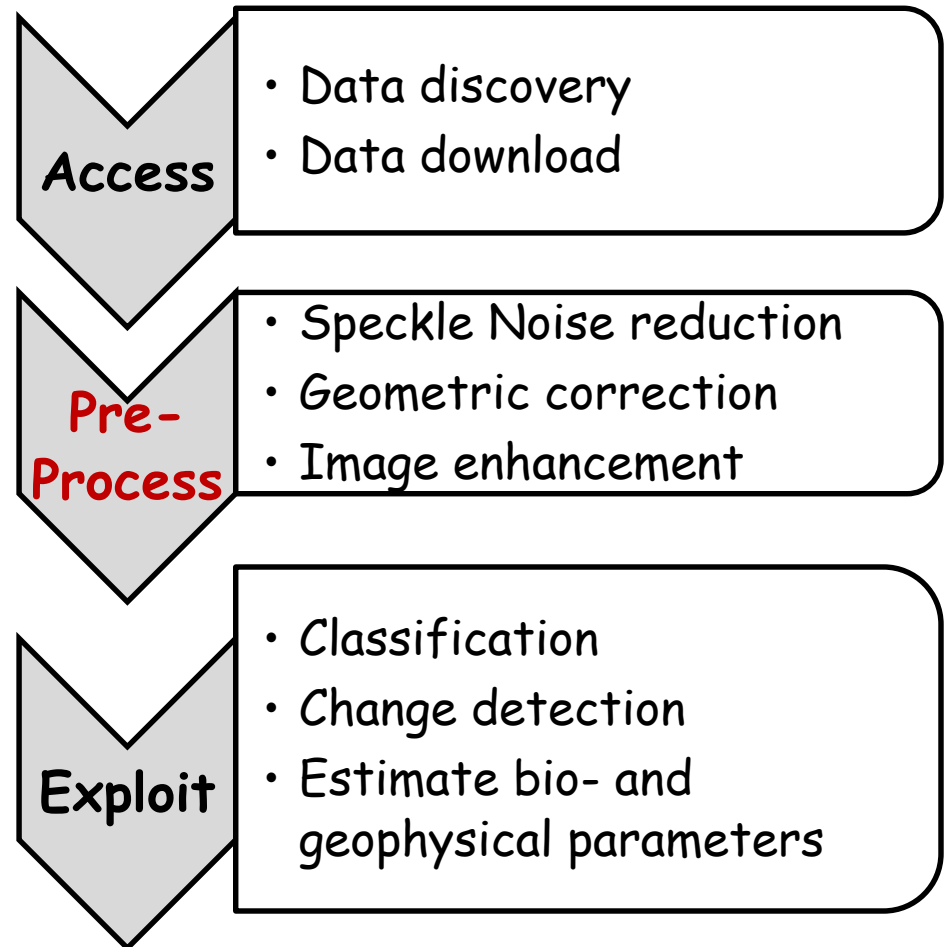 Access
• Data discovery
• Data download
Pre-
Process
• Speckle Noise reduction
• Geometric correction
• Image enhancement
Exploit
• Classification
• Change detection
• Estimate bio- and
geophysical parameters